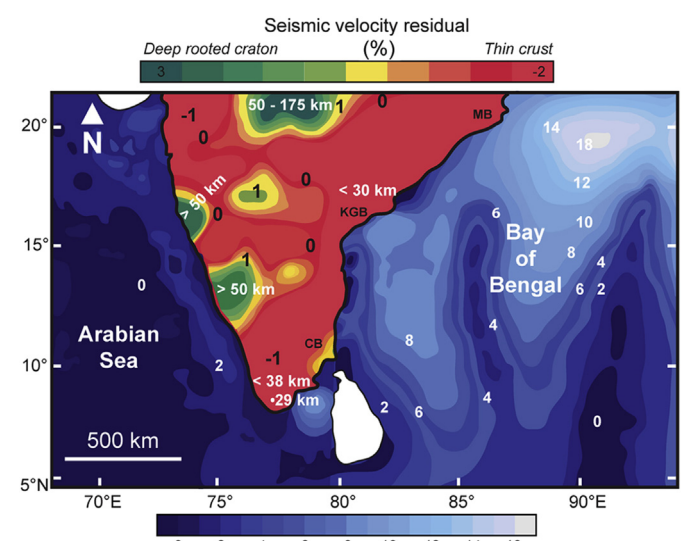 Seismic velocity residual
Deep rooted craton (%) Thin crust
3 -2
50 - 175 km 1 0
-1
MB
14
20°
0
18
N
0
12
> 50 km
1
< 30 km
0
KGB
6
10
Bay
of
Bengal
15°
0
8
4
1
0
> 50 km
6 2
Arabian
Sea
4
CB
8
10°
-1
2
< 38 km
•29 km
4
2
6
0
500 km
5°N
70°E 75° 80° 85° 90°E